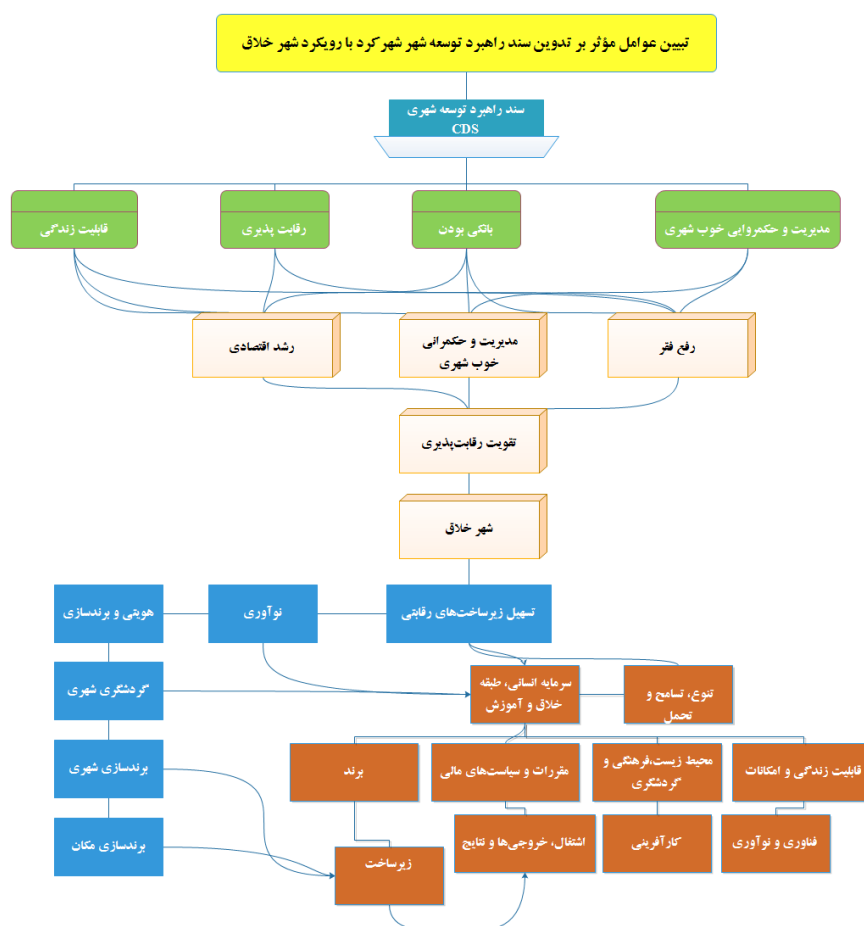 تبیین عوامل مؤثر بر تدوین سند راهبرد توسعه شهر شهرکرد با رویکرد شهر خلاق
سند راهبرد توسعه شهری
CDS
مدیریت و حکمروایی خوب شهری
بانکی بودن
رقابت پذیری
قابلیت زندگی
رفع فقر
مدیریت و حکمرانی
خوب شهری
رشد اقتصادی
تقویت رقابت‌پذیری
شهر خلاق
تسهیل زیرساخت‌های رقابتی
نوآوری
هویتی و برندسازی
تنوع، تسامح و
تحمل
سرمایه انسانی، طبقه
خلاق و آموزش
گردشگری شهری
قابلیت زندگی و امکانات
محیط زیست،فرهنگی و
گردشگری
مقررات و سیاست‌های مالی
برند
برندسازی شهری
فناوری و نوآوری
کارآفرینی
اشتغال، خروجی‌ها و نتایج
زیرساخت
برندسازی مکان